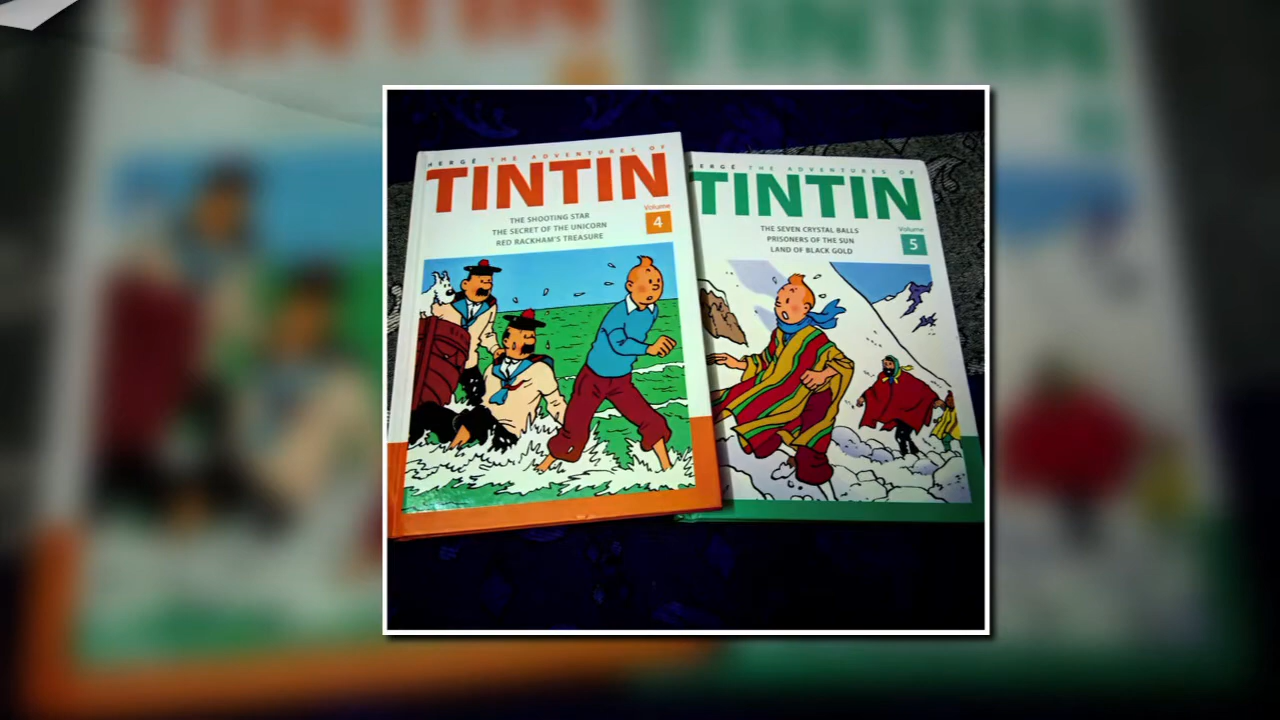 HERGÉ THE ADVENTURES OF
TINTIN
Volume
4
THE SHOOTING STAR
THE SECRET OF THE UNICORN
RED RACKHAM'S TREASURE
HERGÉ THE ADVENTURES OF
TINTIN
Volume
5
THE SEVEN CRYSTAL BALLS
PRISONERS OF THE SUN
LAND OF BLACK GOLD